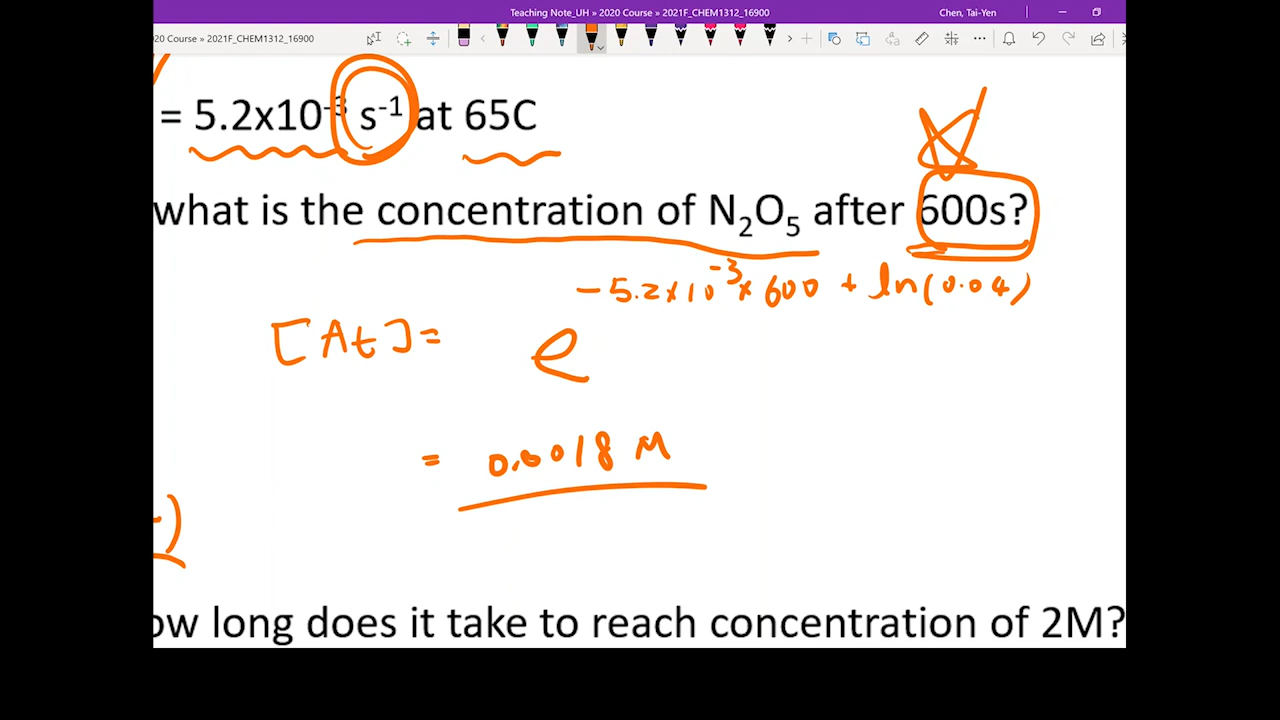 Teaching Note_UH » 2020 Course » 2021F_CHEM1312_16900
Chen, Tai-Yen
20 Course » 2021F_CHEM1312_16900
= 5.2x10⁻³ s⁻¹ at 65C
what is the concentration of N₂O₅ after 600s?
-5.2x10⁻³x 600 + ln(0.04)
[At] = e
= 0.0018 M
-)
ow long does it take to reach concentration of 2M?